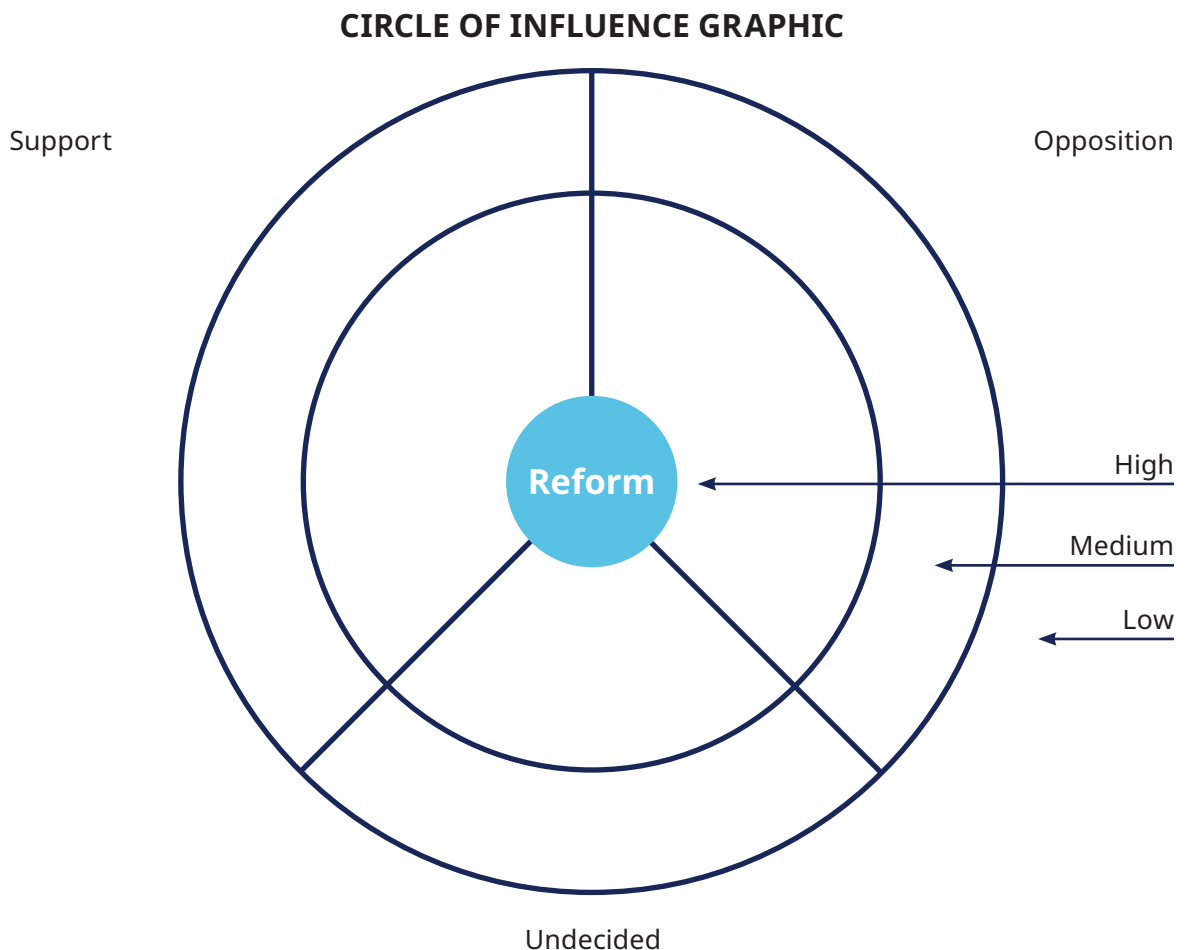 CIRCLE OF INFLUENCE GRAPHIC
Support
Opposition
High
Reform
Medium
Low
Undecided